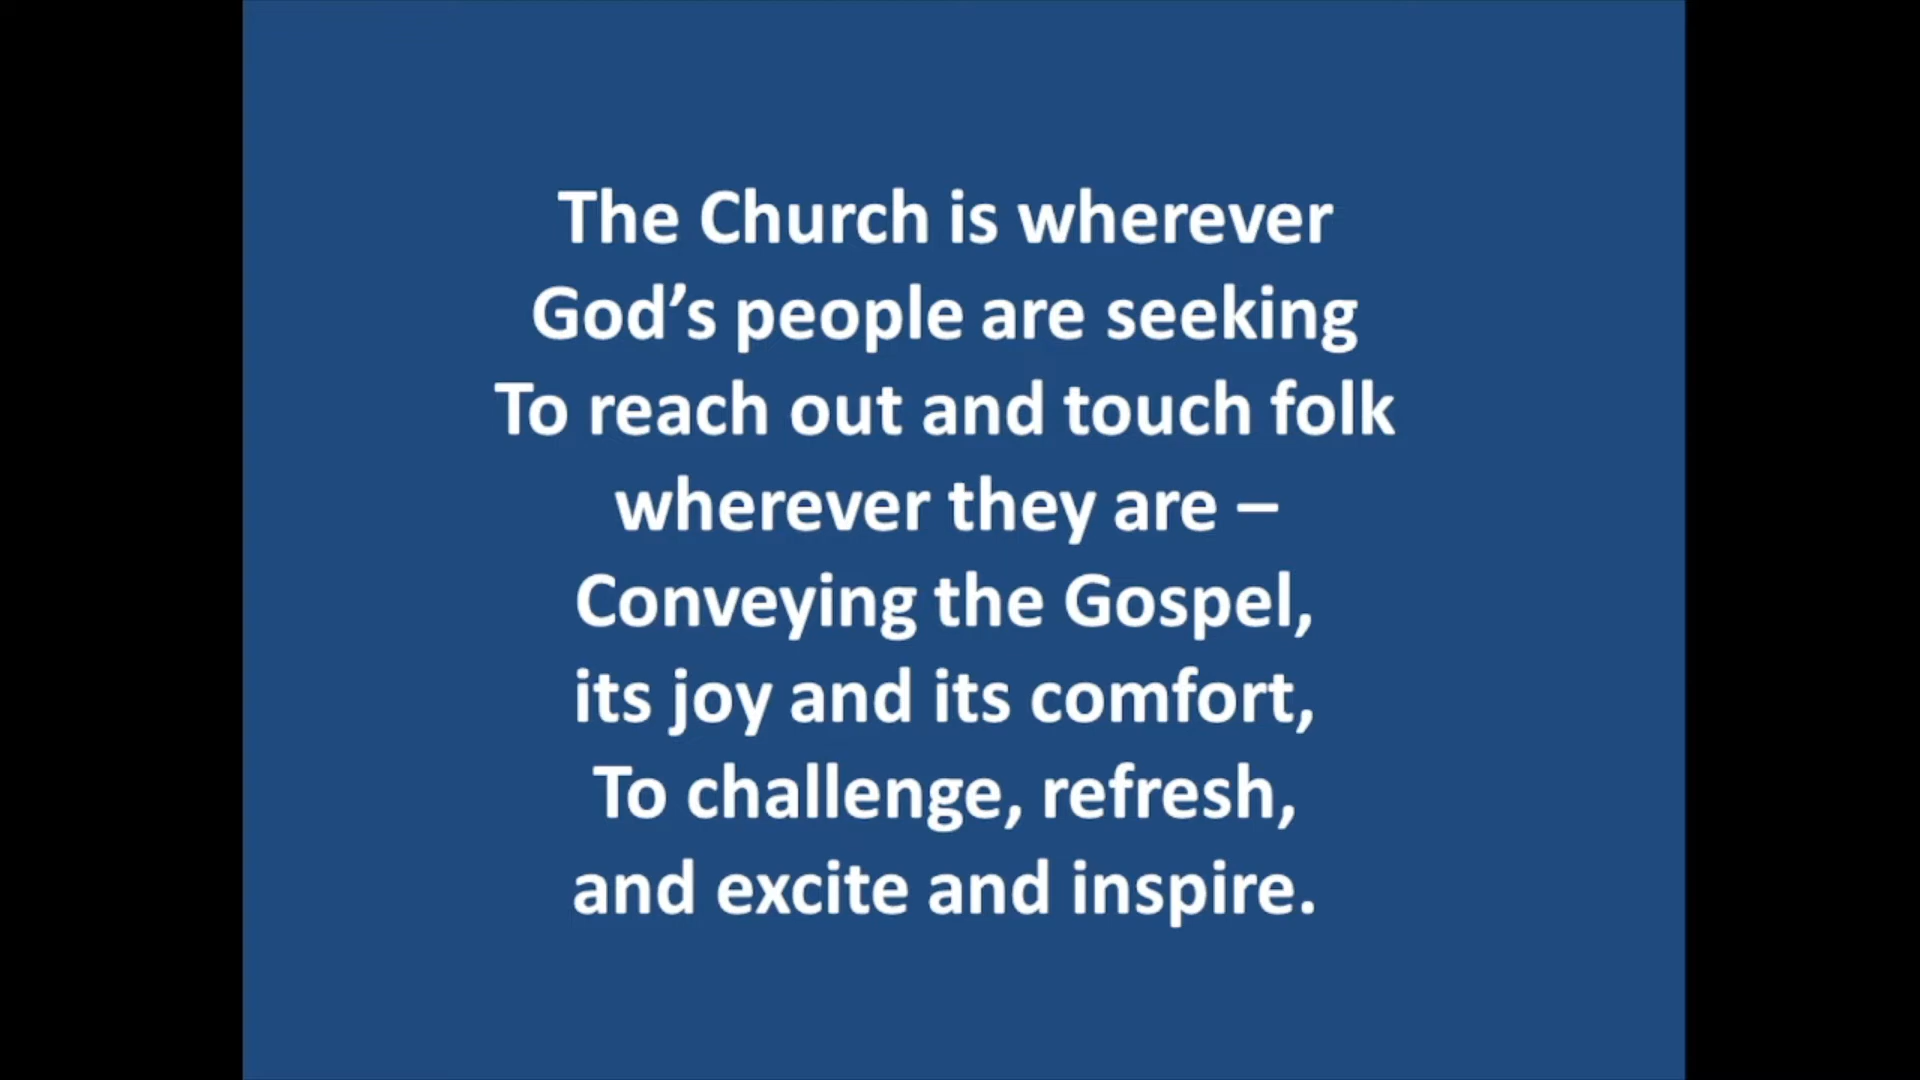 The Church is wherever
God’s people are seeking
To reach out and touch folk
wherever they are –
Conveying the Gospel,
its joy and its comfort,
To challenge, refresh,
and excite and inspire.